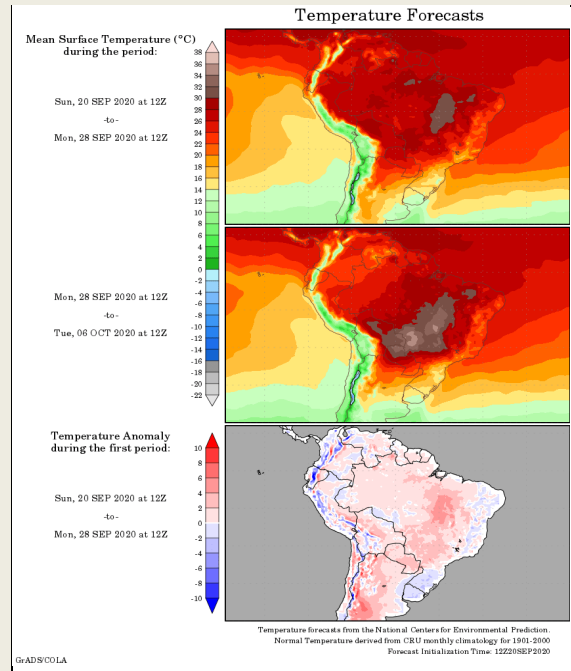 Temperature Forecasts
Mean Surface Temperature (°C)
during the period:
Sun, 20 SEP 2020 at 12Z
-to-
Mon, 28 SEP 2020 at 12Z
38
36
34
32
30
28
26
24
22
20
18
16
14
12
10
8
6
4
2
0
-2
-4
-6
-8
-10
-12
-14
-16
-18
-20
-22
Mon, 28 SEP 2020 at 12Z
-to-
Tue, 06 OCT 2020 at 12Z
Temperature Anomaly
during the first period:
Sun, 20 SEP 2020 at 12Z
-to-
Mon, 28 SEP 2020 at 12Z
10
8
6
4
2
0
-2
-4
-6
-8
-10
Temperature forecasts from the National Centers for Environmental Prediction.
Normal Temperature derived from CRU monthly climatology for 1901-2000
Forecast Initialization Time: 12Z20SEP2020
GrADS/COLA